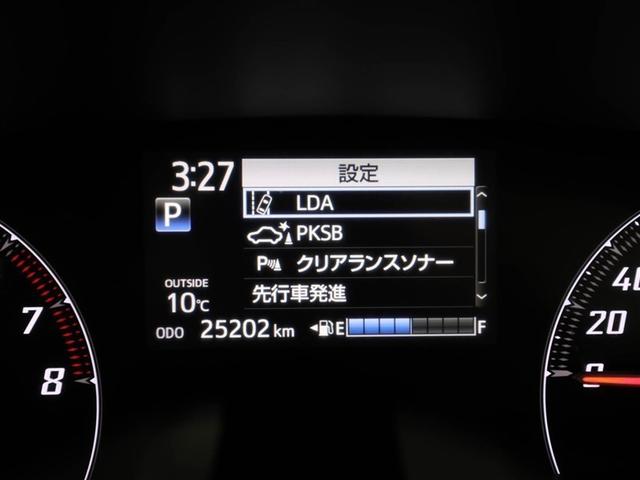 3:27
設定
LDA
P
PKSB
P クリアランスソナー
先行車発進
OUTSIDE
10℃
ODO 25202 km
E F
7
8
40
20
0